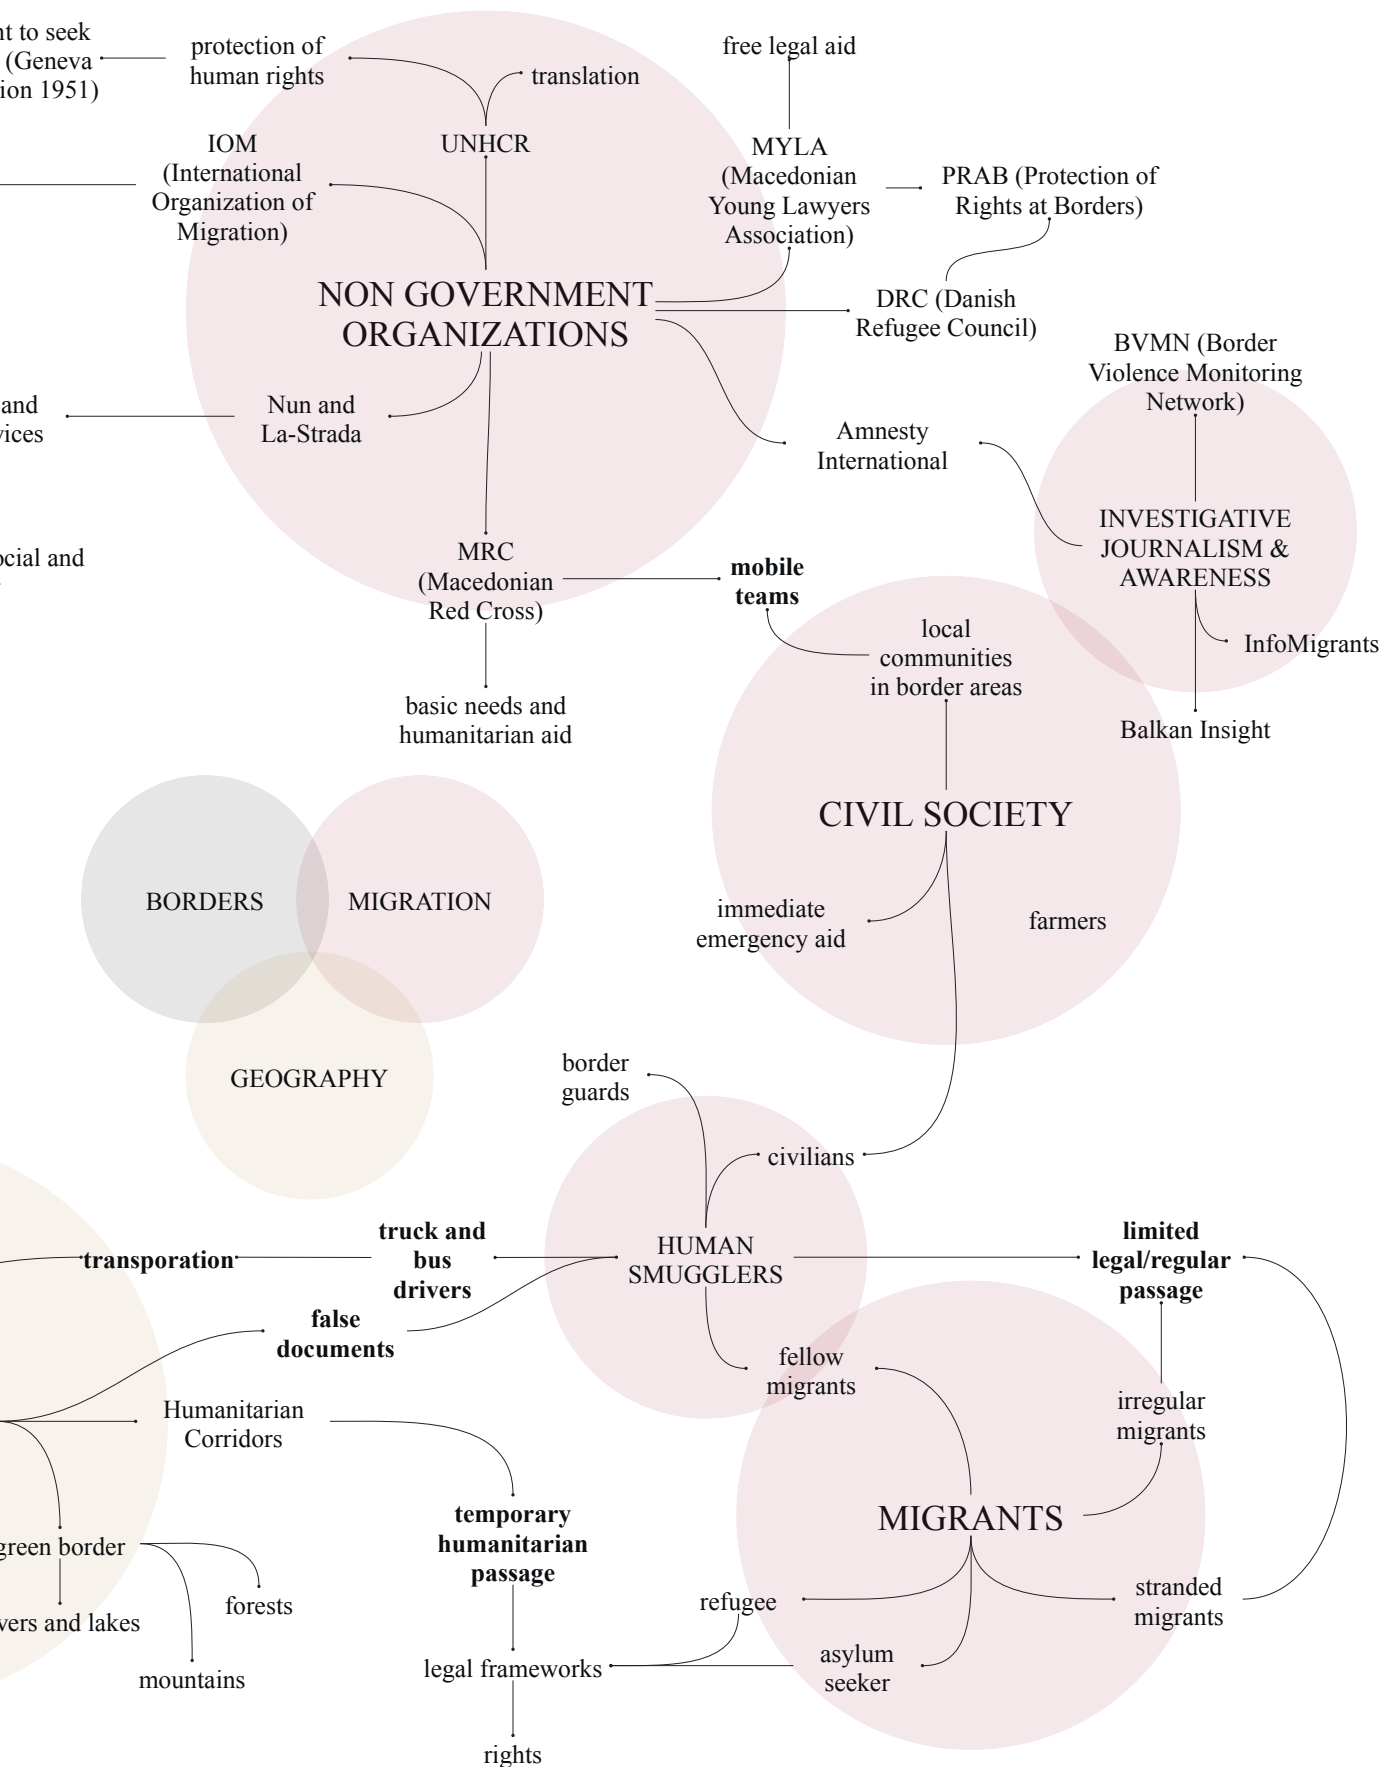 nt to seek
(Geneva
ion 1951)
protection of
human rights
translation
free legal aid
IOM
(International
Organization of
Migration)
UNHCR
MYLA
(Macedonian
Young Lawyers
Association)
PRAB (Protection of
Rights at Borders)
NON GOVERNMENT
ORGANIZATIONS
DRC (Danish
Refugee Council)
BVMN (Border
Violence Monitoring
Network)
and
vices
Nun and
La-Strada
Amnesty
International
INVESTIGATIVE
JOURNALISM &
AWARENESS
ocial and
MRC
(Macedonian
Red Cross)
mobile
teams
local
communities
in border areas
InfoMigrants
basic needs and
humanitarian aid
Balkan Insight
CIVIL SOCIETY
BORDERS
MIGRATION
immediate
emergency aid
farmers
GEOGRAPHY
border
guards
civilians
transporation
truck and
bus
drivers
HUMAN
SMUGGLERS
limited
legal/regular
passage
false
documents
fellow
migrants
Humanitarian
Corridors
irregular
migrants
temporary
humanitarian
passage
MIGRANTS
green border
forests
vers and lakes
mountains
refugee
stranded
migrants
legal frameworks
asylum
seeker
rights